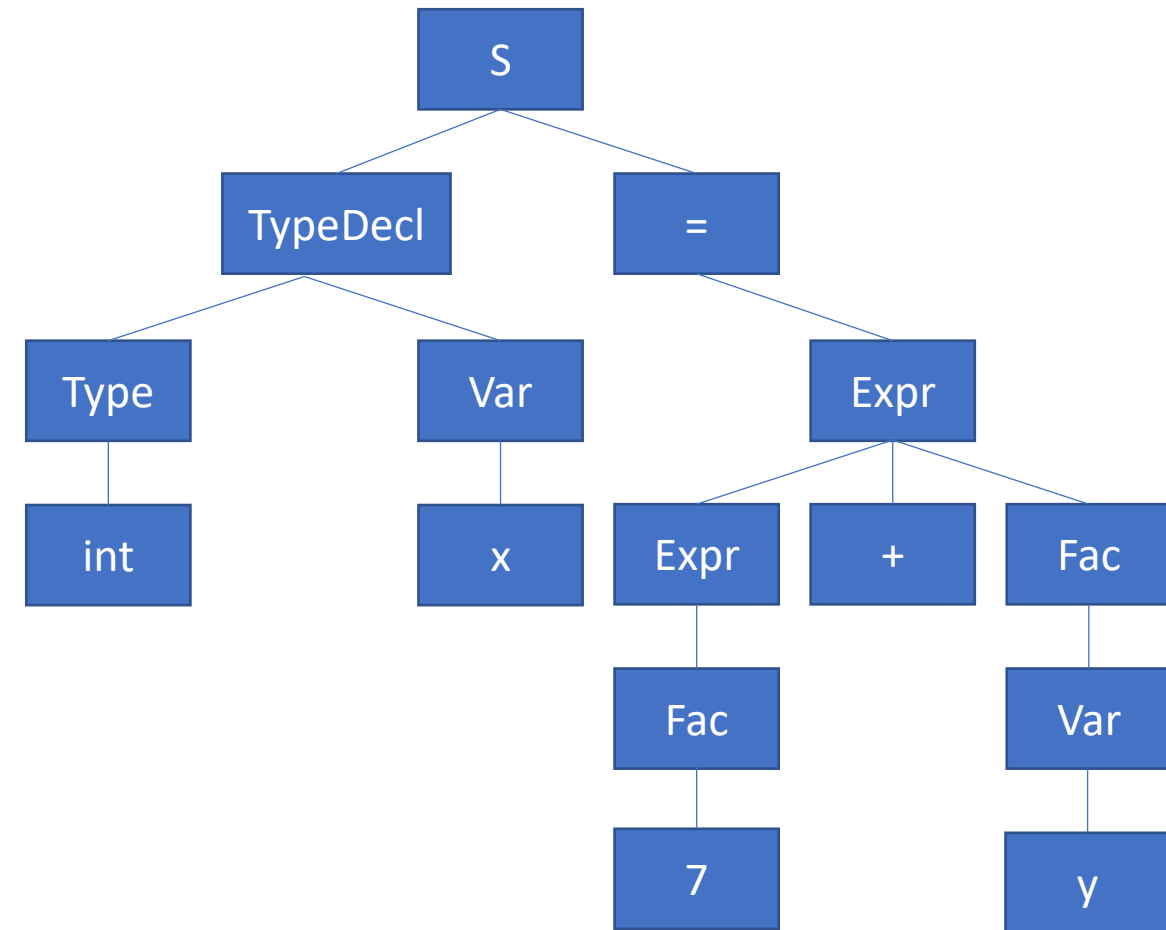 S
TypeDecl
=
Type
Var
Expr
int
x
Expr
+
Fac
Fac
Var
7
y